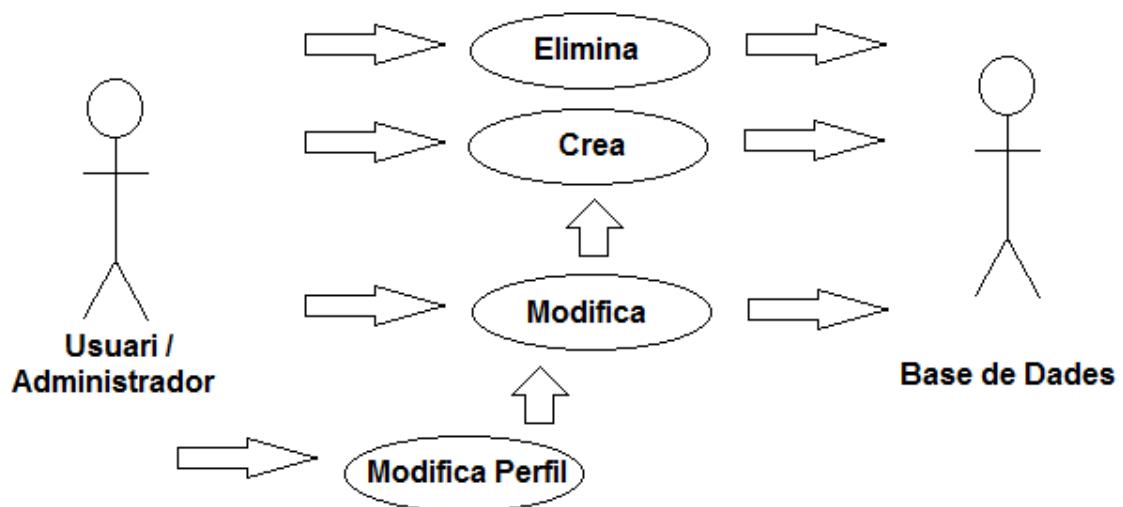 Elimina
Crea
Modifica
Usuari /
Administrador
Base de Dades
Modifica Perfil